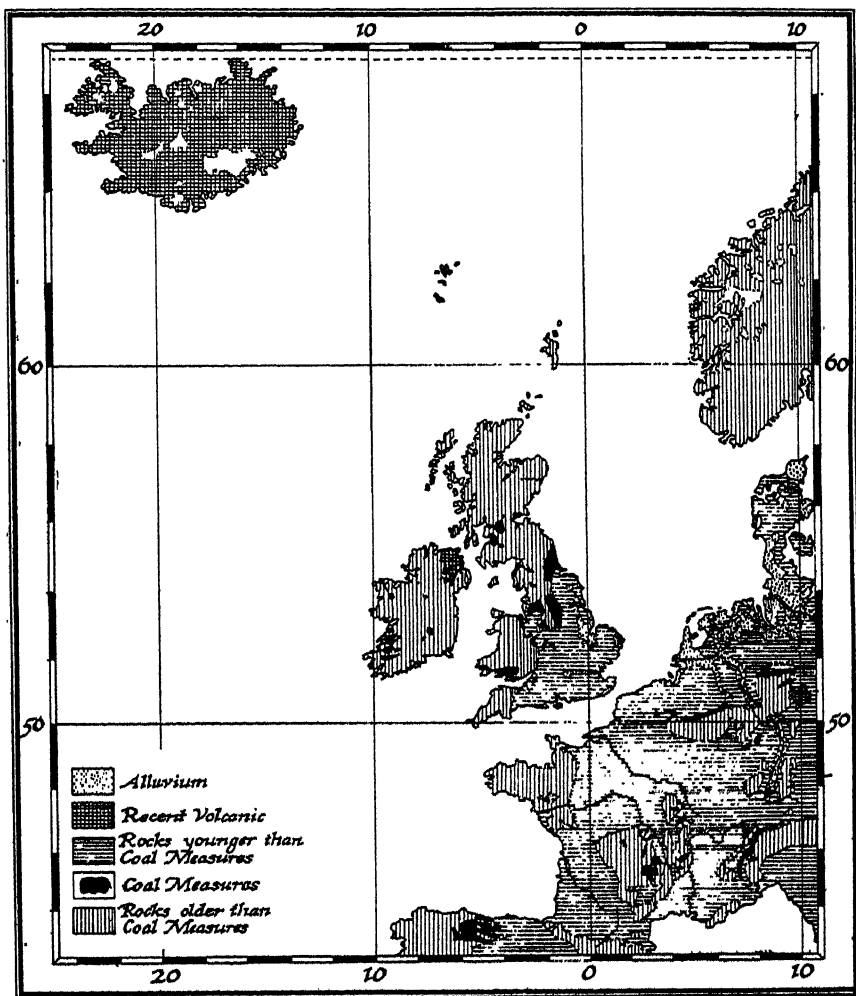 20 10 0 10
60 60
50 50
Alluvium
Recent Volcanic
Rocks younger than
Coal Measures
Coal Measures
Rocks older than
Coal Measures
20 10 0 10